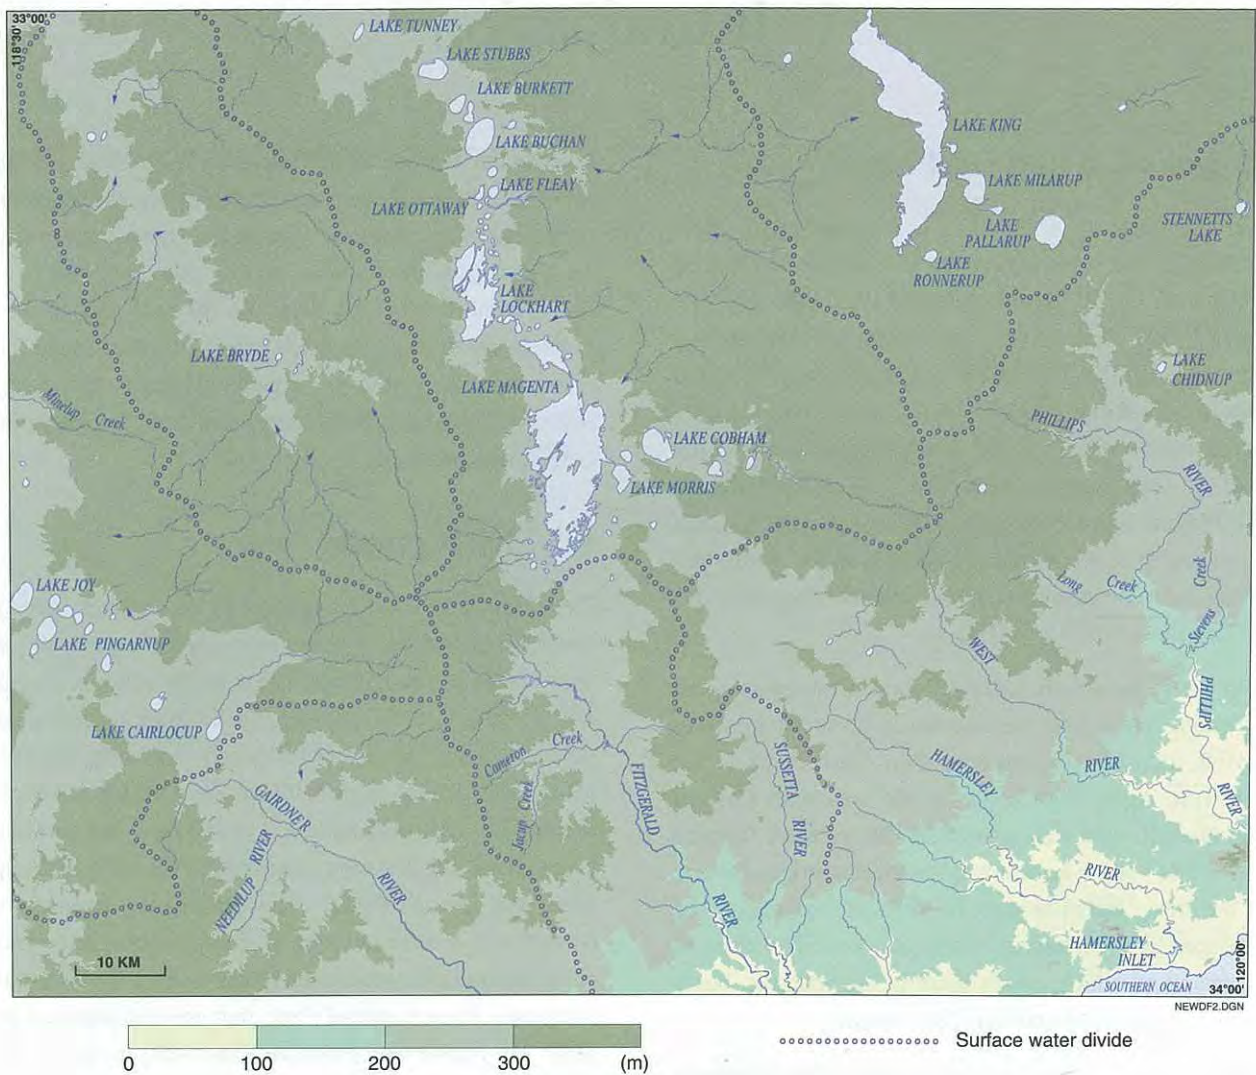 33°00'
118°30'
LAKE TUNNEY
LAKE STUBBS
LAKE BURKETT
LAKE BUCHAN
LAKE KING
LAKE FLEAY
LAKE MILARUP
LAKE OTTAWAY
LAKE
PALLARUP
STENNETTS
LAKE
LAKE
RONNERUP
LAKE
LOCKHART
LAKE BRYDE
LAKE
CHIDNUP
LAKE MAGENTA
Minelup Creek
PHILLIPS
RIVER
LAKE COBHAM
LAKE MORRIS
LAKE JOY
Long Creek
Stevens Creek
LAKE PINGARNUP
WEST
RIVER
PHILLIPS
RIVER
LAKE CAIRLOCUP
Cameron Creek
Jacup Creek
FITZGERALD
RIVER
SUSSETTA
RIVER
HAMERSLEY
RIVER
GAIRDNER
RIVER
NEEDILUP RIVER
HAMERSLEY
INLET
SOUTHERN OCEAN
10 KM
120°00'
34°00'
NEWDF2.DGN
0 100 200 300 (m)
Surface water divide